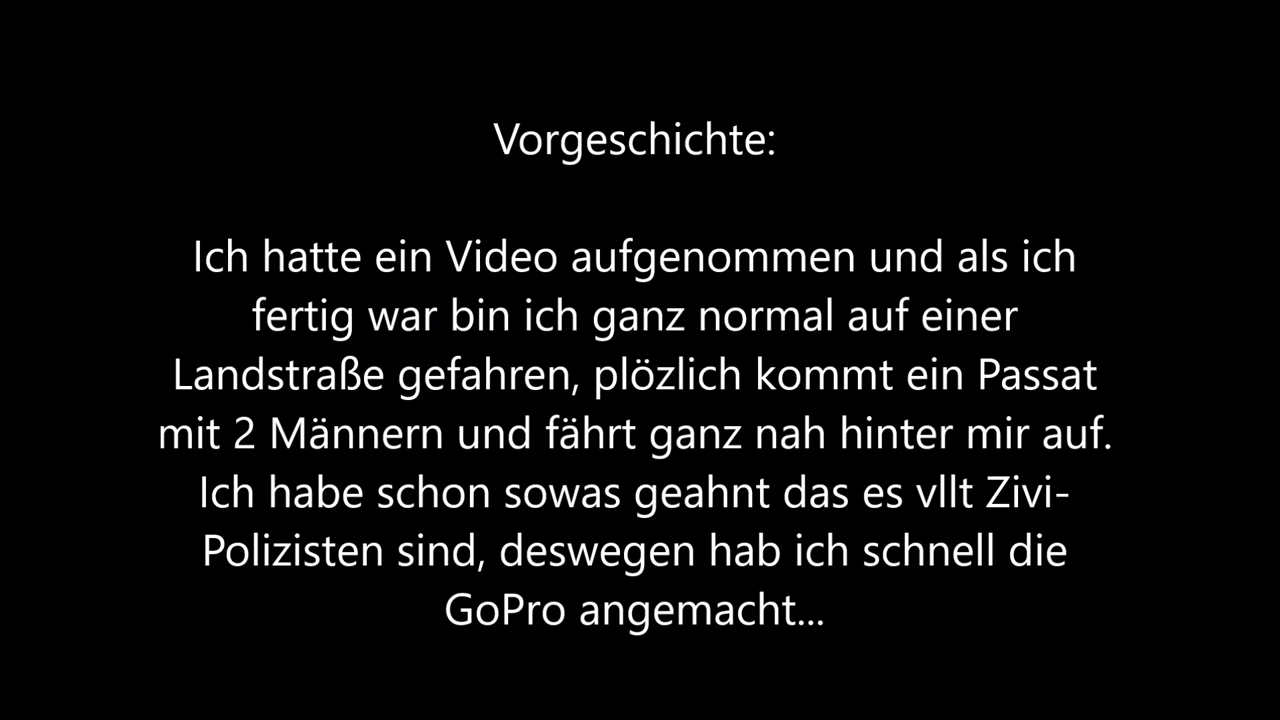 Vorgeschichte:
Ich hatte ein Video aufgenommen und als ich
fertig war bin ich ganz normal auf einer
Landstraße gefahren, plözlich kommt ein Passat
mit 2 Männern und fährt ganz nah hinter mir auf.
Ich habe schon sowas geahnt das es vllt Zivi-
Polizisten sind, deswegen hab ich schnell die
GoPro angemacht...